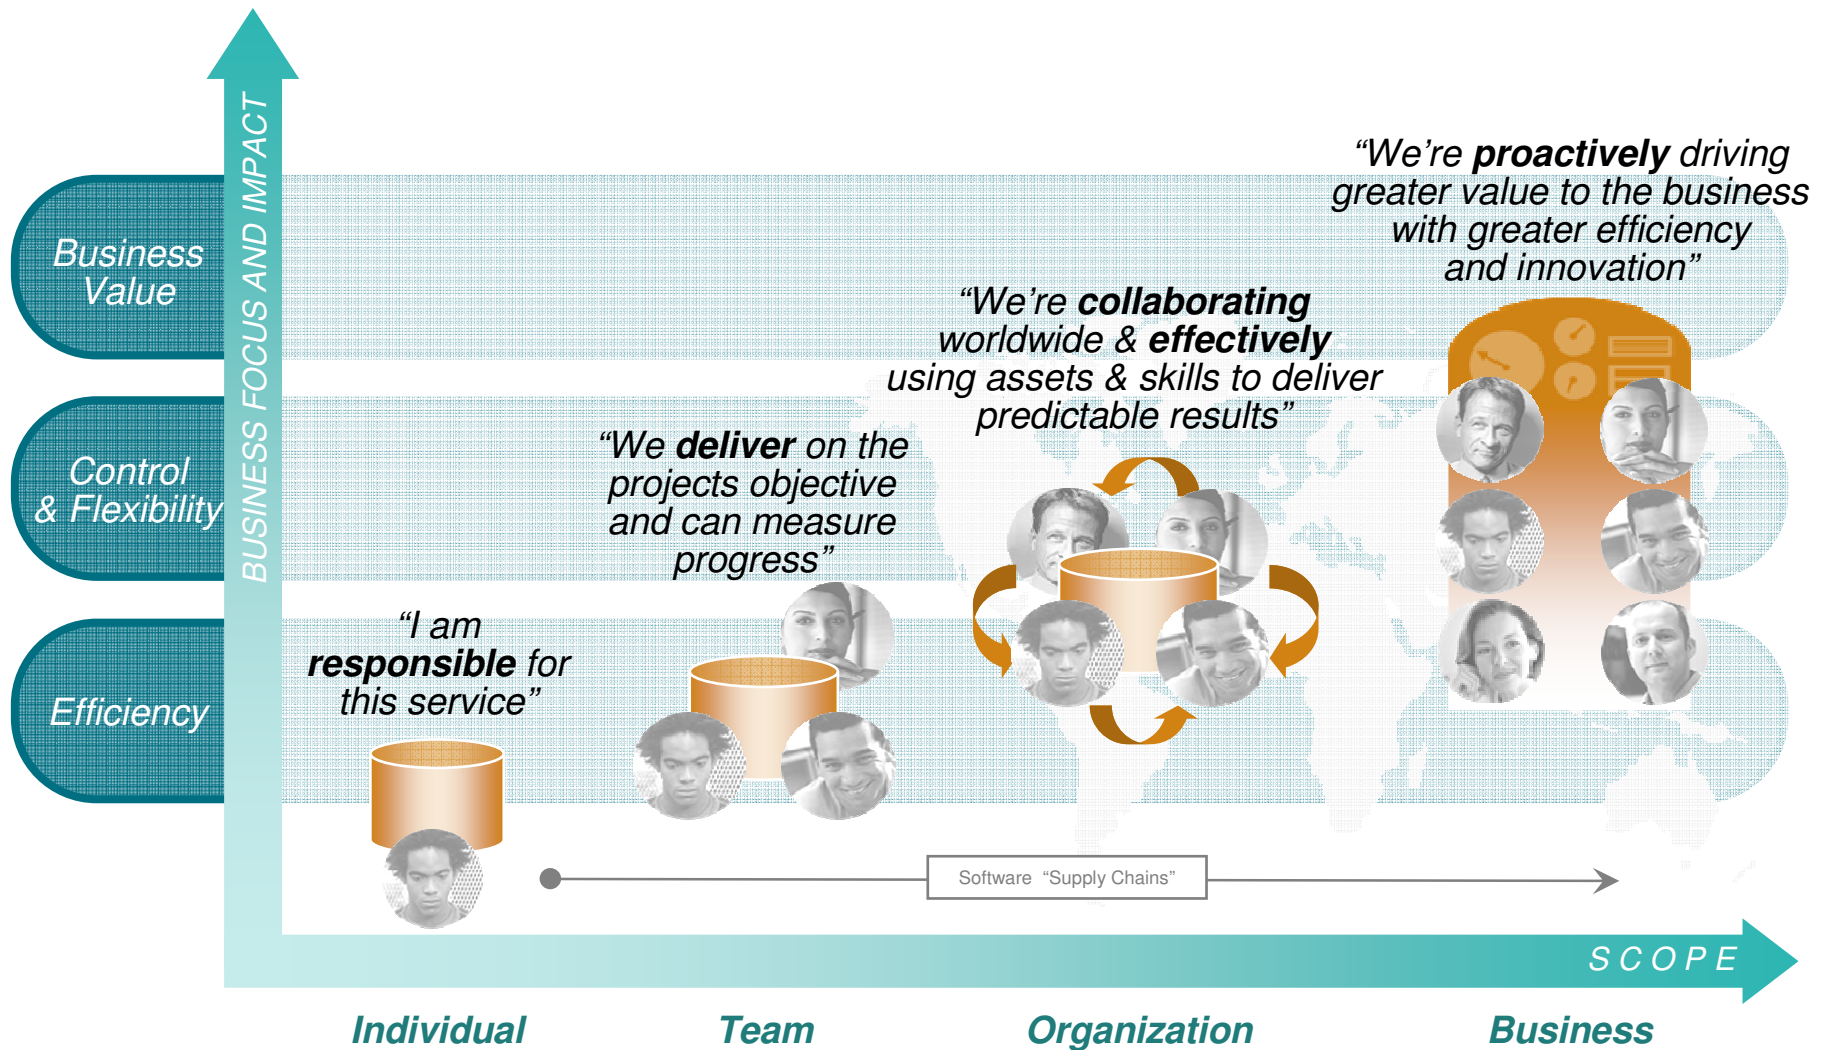 BUSINESS FOCUS AND IMPACT
Business
Value
Control
& Flexibility
Efficiency
“I am
responsible for
this service”
“We deliver on the
projects objective
and can measure
progress”
“We’re collaborating
worldwide & effectively
using assets & skills to deliver
predictable results”
“We’re proactively driving
greater value to the business
with greater efficiency
and innovation”
Software “Supply Chains”
SCOPE
Individual
Team
Organization
Business